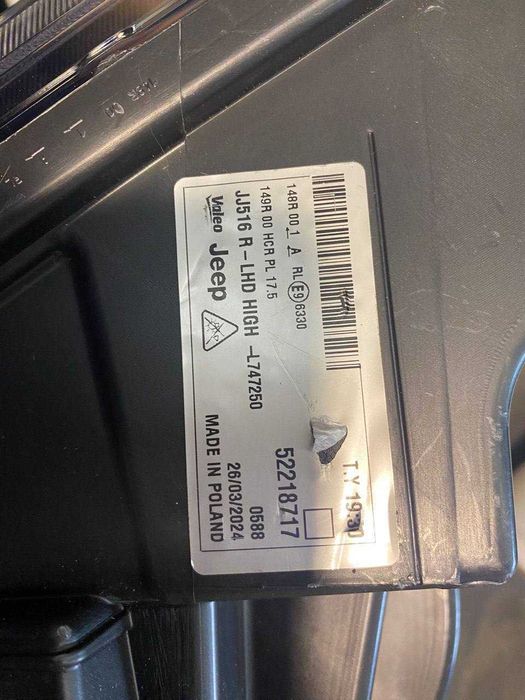 T.Y 19:30
148R 00 1 A RL E9 6330
149R 00 HCR PL 17.5
52218717
JJ516 R - LHD HIGH -L747250
0588
Valeo Jeep
26/03/2024
MADE IN POLAND